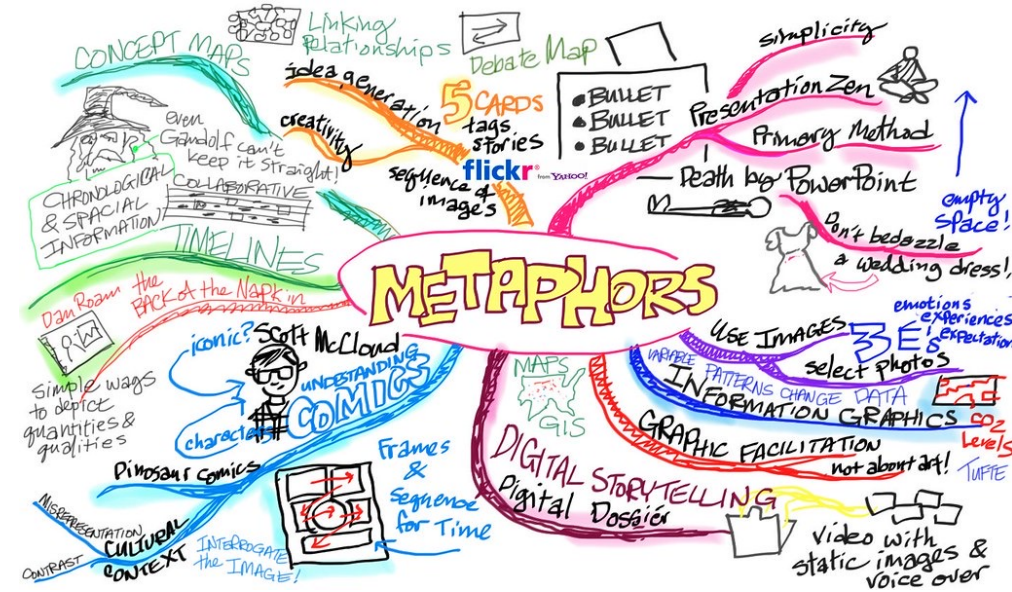 CONCEPT MAPS
Linking
Relationships
Debate Map
idea generation
creativity
5 CARDS
tags
stories
flickr from YAHOO!
sequence of
images
even
Gandolf can't
keep it straight!
CHRONOLOGICAL
& SPACIAL
INFORMATION
COLLABORATIVE
TIMELINES
Dan Roam the
BACK of the Napkin
simple ways
to depict
quantities &
qualities
BULLET
BULLET
BULLET
simplicity
Presentation Zen
Primary Method
Death by PowerPoint
empty
space!
Don't bedazzle
a wedding dress!
METAPHORS
USE IMAGES
3 E's
emotions
experiences
expectation
select photos
VARIABLE PATTERNS CHANGE DATA
INFORMATION GRAPHICS
CO2
Levels
TUFTE
GRAPHIC FACILITATION
not about art!
MAPS
GIS
DIGITAL STORYTELLING
Digital Dossier
video with
static images &
voice over
iconic?
Scott McCloud
UNDERSTANDING
COMICS
character
Dinosaur Comics
Frames
&
Sequence
for Time
MISREPRESENTATION
CONTRAST
CULTURAL
CONTEXT
INTERROGATE
the IMAGE!